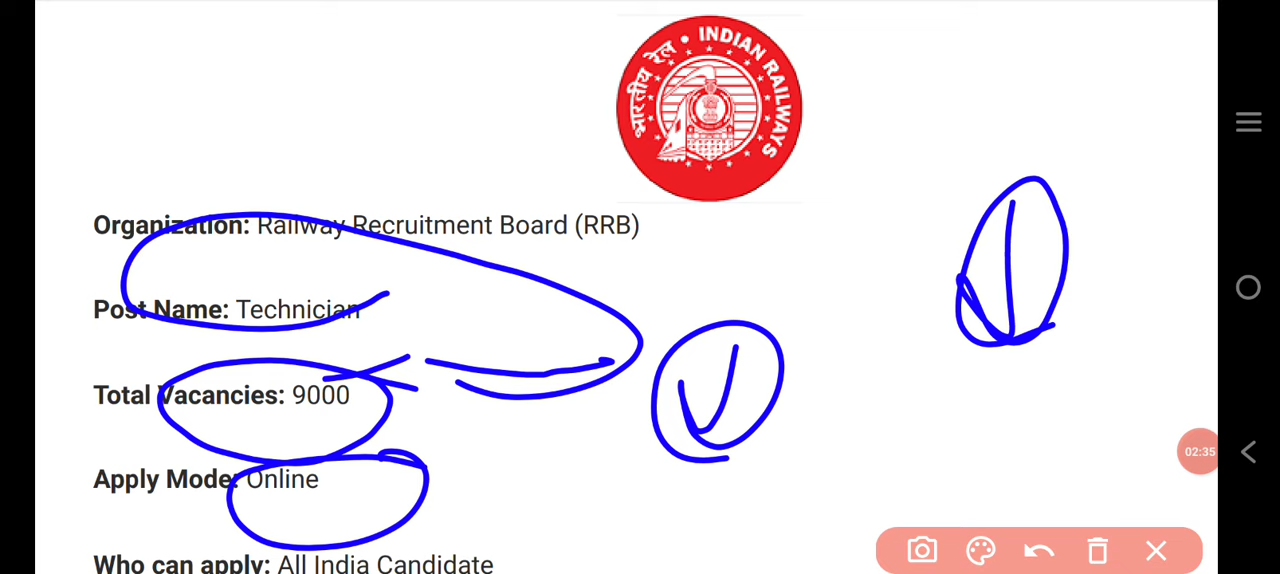 भारतीय रेल • INDIAN RAILWAYS
Organization: Railway Recruitment Board (RRB)
Post Name: Technician
Total Vacancies: 9000
Apply Mode: Online
Who can apply: All India Candidate
02:35